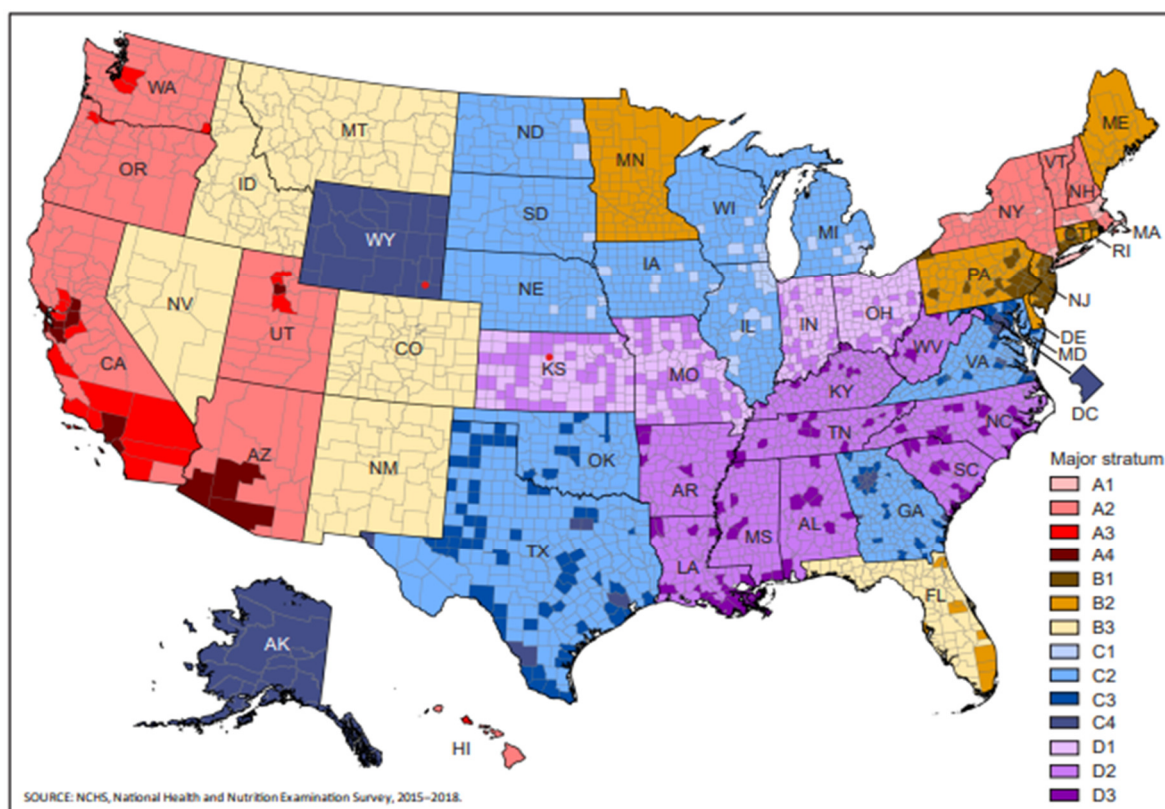 WA
MT
ND
ME
OR
MN
VT
ID
NH
SD
WI
NY
WY
MI
MA
CT
RI
IA
PA
NE
NV
NJ
OH
IN
IL
UT
DE
CO
WV
CA
MD
VA
KS
MO
KY
DC
NC
TN
AZ
OK
NM
AR
SC
Major stratum
GA
A1
MS
AL
A2
TX
A3
LA
A4
B1
FL
B2
B3
AK
C1
C2
C3
C4
HI
D1
D2
D3
SOURCE: NCHS, National Health and Nutrition Examination Survey, 2015–2018.